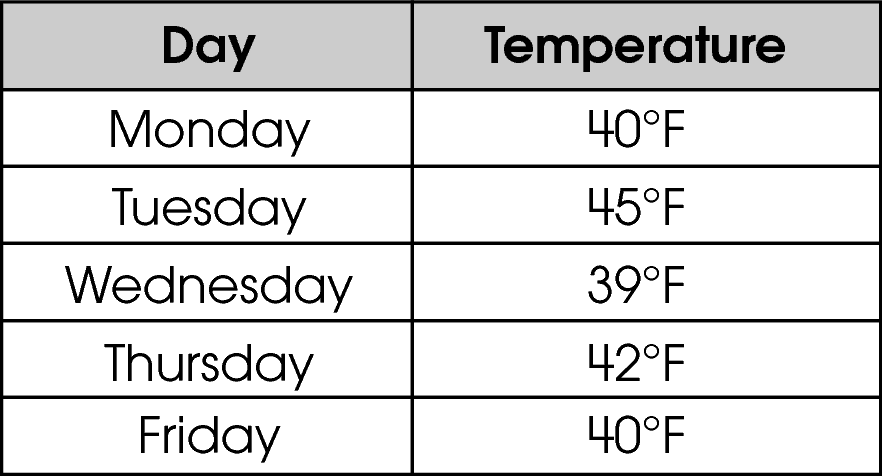 Day Temperature
Monday 40°F
Tuesday 45°F
Wednesday 39°F
Thursday 42°F
Friday 40°F